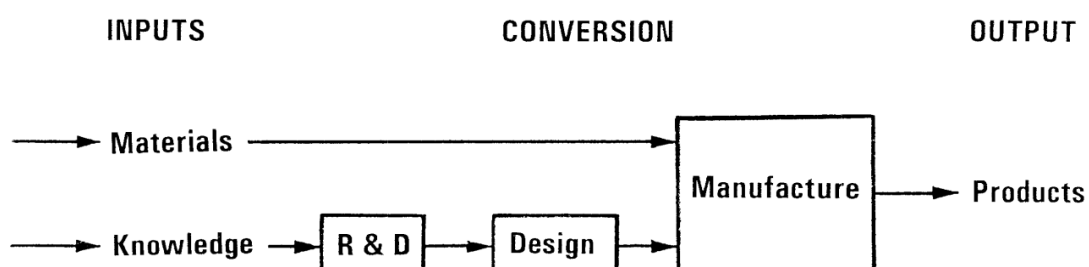 INPUTS CONVERSION OUTPUT
Materials
Manufacture Products
Knowledge R & D Design